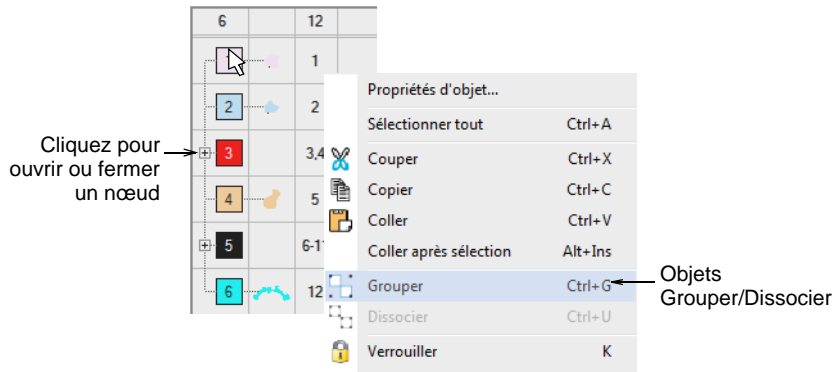 6 12
1 1
2 2
3 3,4
4 5
5 6-1
6 12
Cliquez pour
ouvrir ou fermer
un nœud
Propriétés d'objet...
Sélectionner tout Ctrl+A
Couper Ctrl+X
Copier Ctrl+C
Coller Ctrl+V
Coller après sélection Alt+Ins
Grouper Ctrl+G
Dissocier Ctrl+U
Verrouiller K
Objets
Grouper/Dissocier